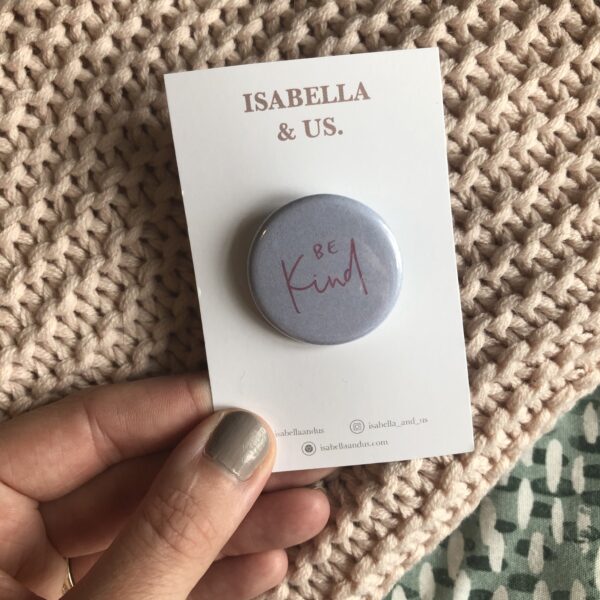 ISABELLA
& US.
BE
Kind
isabellaandus
isabella_and_us
isabellaandus.com